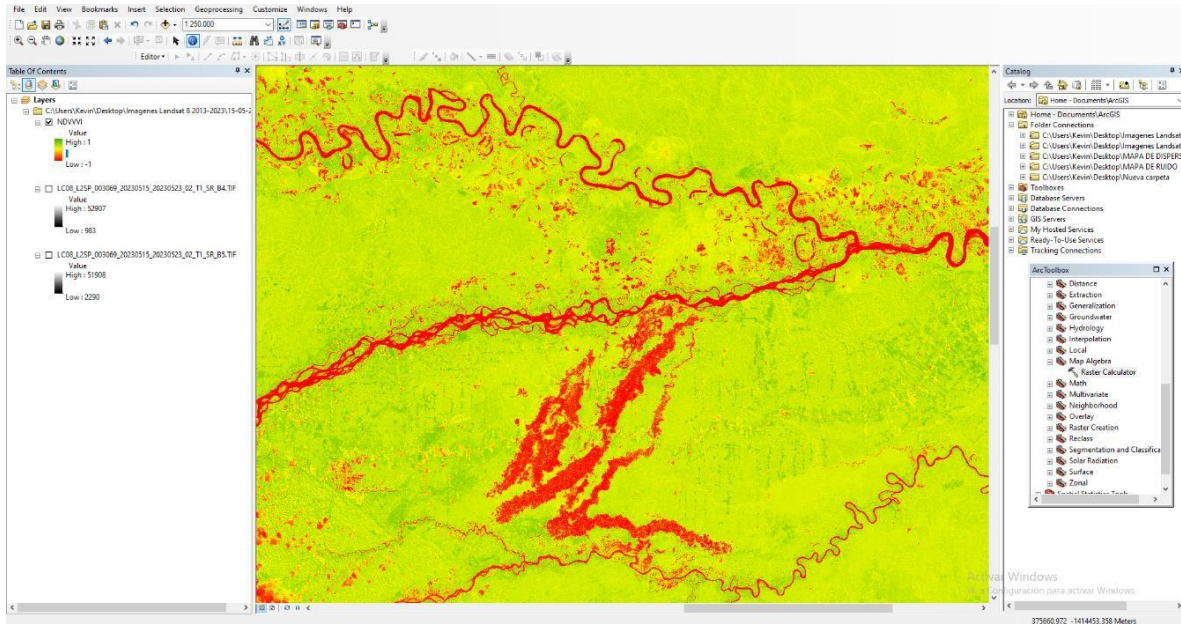 File Edit View Bookmarks Insert Selection Geoprocessing Customize Windows Help
1:250.000
Editor
Table Of Contents
Layers
C:\Users\Kevin\Desktop\Imagenes Landsat 8 2013-2023\15-05-2
NDVVVI
Value
High : 1
Low : -1
LC08_L2SP_003069_20230515_20230523_02_T1_SR_B4.TIF
Value
High : 52907
Low : 983
LC08_L2SP_003069_20230515_20230523_02_T1_SR_B5.TIF
Value
High : 51908
Low : 2290
Catalog
Location: Home - Documents\ArcGIS
Home - Documents\ArcGIS
Folder Connections
C:\Users\Kevin\Desktop\Imagenes Landsat
C:\Users\Kevin\Desktop\Imagenes Landsat
C:\Users\Kevin\Desktop\MAPA DE DISPERS
C:\Users\Kevin\Desktop\MAPA DE RUIDO
C:\Users\Kevin\Desktop\Nueva carpeta
Toolboxes
Database Servers
Database Connections
GIS Servers
My Hosted Services
Ready-To-Use Services
Tracking Connections
ArcToolbox
Distance
Extraction
Generalization
Groundwater
Hydrology
Interpolation
Local
Map Algebra
Raster Calculator
Math
Multivariate
Neighborhood
Overlay
Raster Creation
Reclass
Segmentation and Classifica
Solar Radiation
Surface
Zonal
Activar Windows
Configuración para activar Windows.
375660,972 -1414453,358 Meters